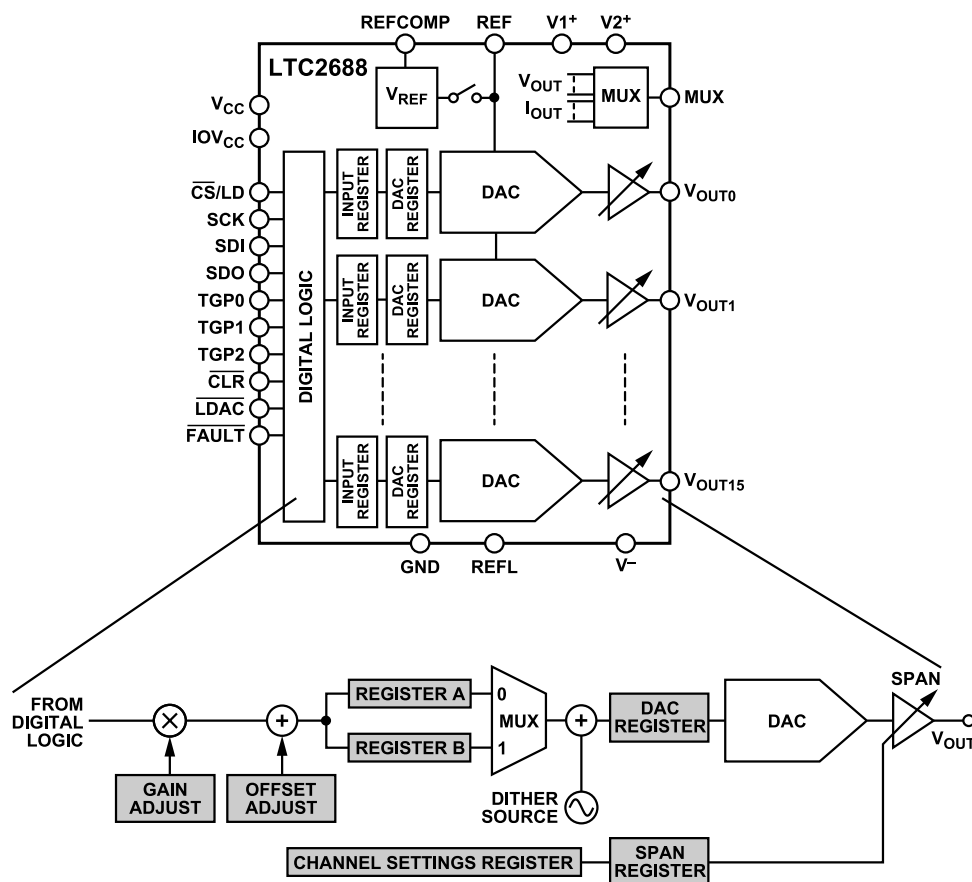 REFCOMP REF V1+ V2+
LTC2688
VREF
VOUT
IOUT
MUX
MUX
VCC
IOVCC
CS/LD
SCK
SDI
SDO
TGP0
TGP1
TGP2
CLR
LDAC
FAULT
DIGITAL LOGIC
INPUT
REGISTER
DAC
REGISTER
DAC
VOUT0
INPUT
REGISTER
DAC
REGISTER
DAC
VOUT1
INPUT
REGISTER
DAC
REGISTER
DAC
VOUT15
GND REFL V–
FROM
DIGITAL
LOGIC
×
GAIN
ADJUST
+
OFFSET
ADJUST
REGISTER A
REGISTER B
0
MUX
1
+
DITHER
SOURCE
DAC
REGISTER
DAC
SPAN
VOUT
CHANNEL SETTINGS REGISTER
SPAN
REGISTER